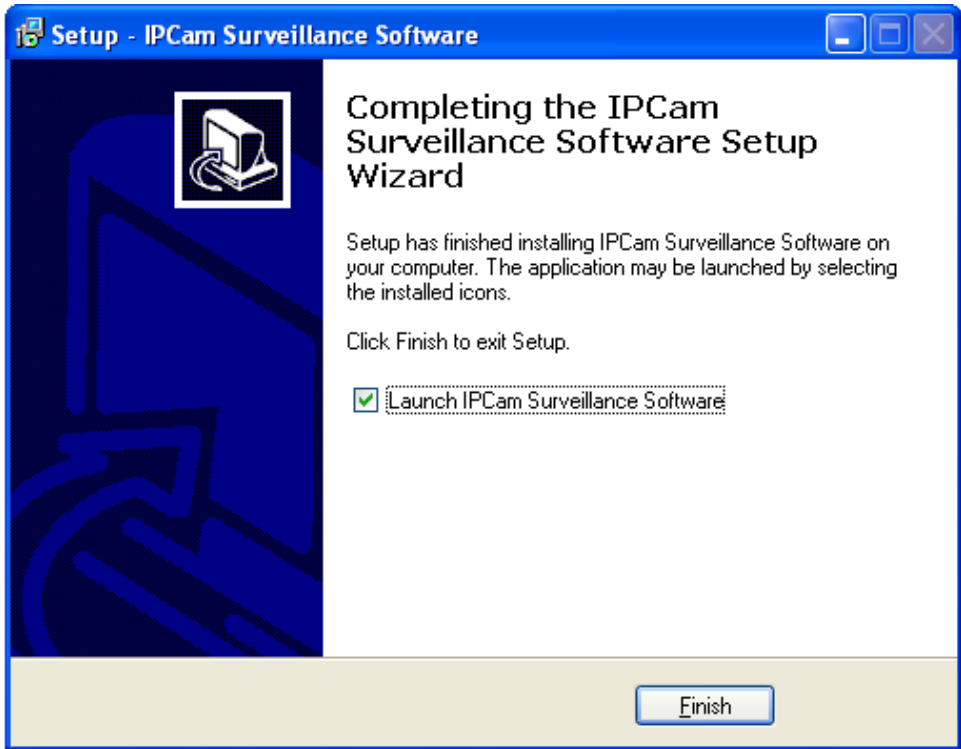 Setup - IPCam Surveillance Software
Completing the IPCam
Surveillance Software Setup
Wizard
Setup has finished installing IPCam Surveillance Software on
your computer. The application may be launched by selecting
the installed icons.
Click Finish to exit Setup.
Launch IPCam Surveillance Software
Finish